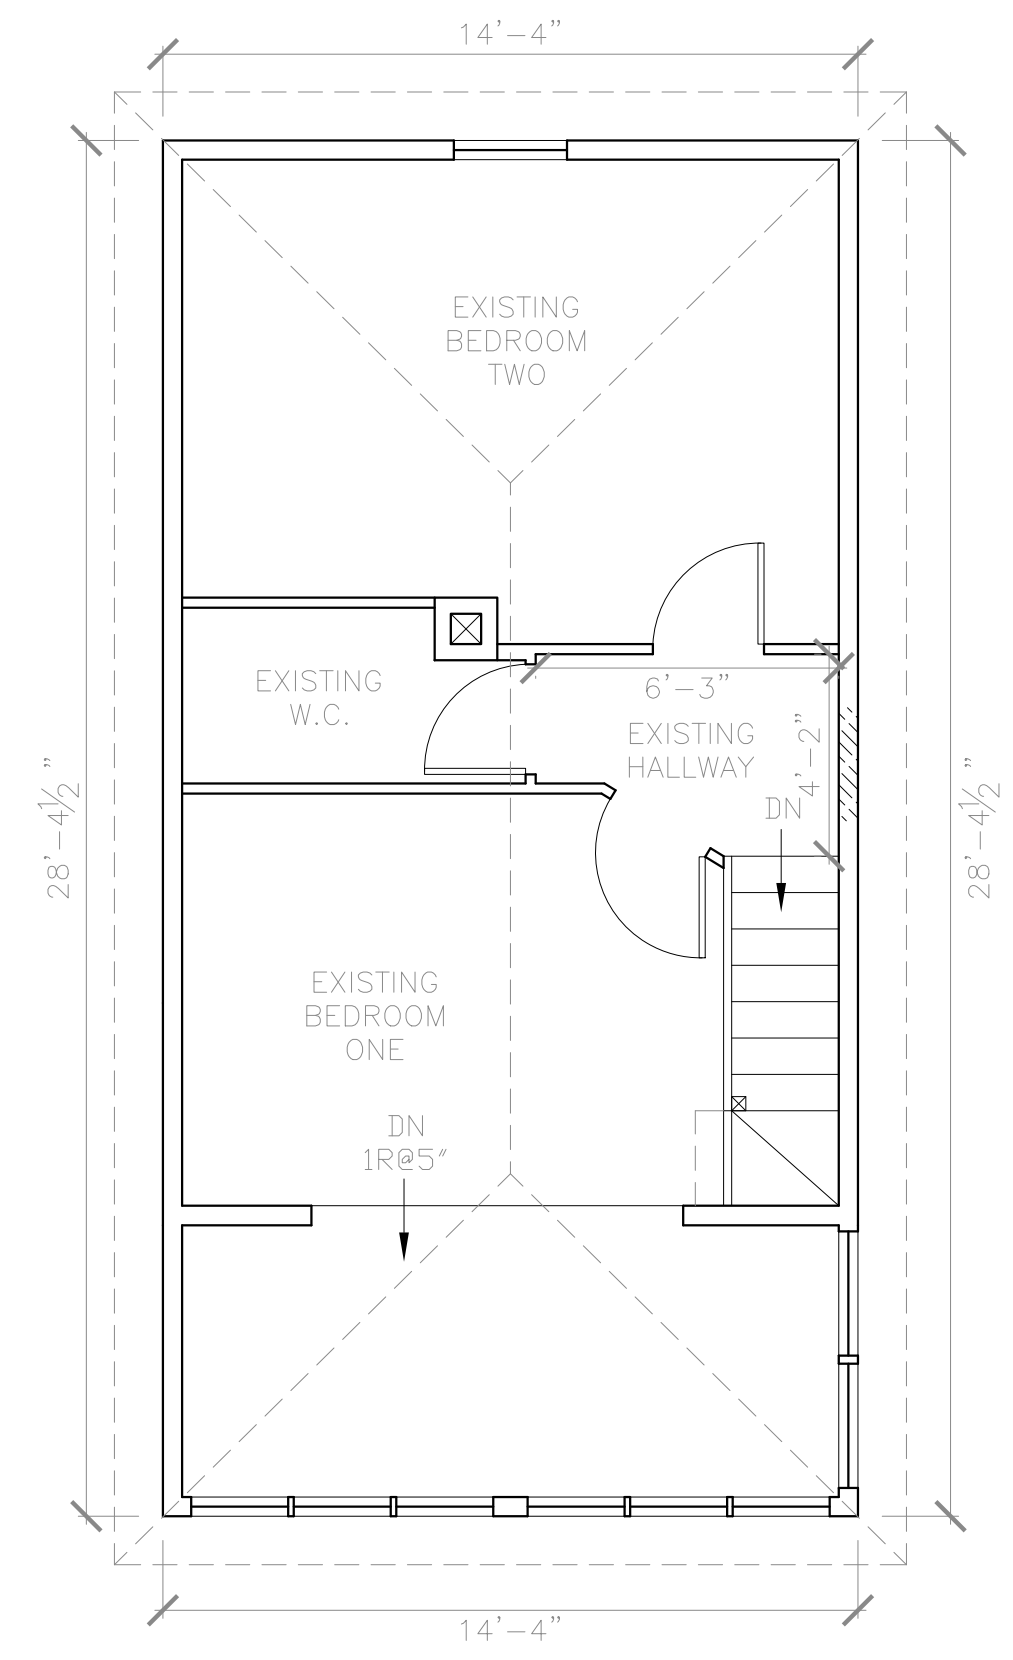 14'-4"
EXISTING
BEDROOM
TWO
EXISTING
W.C.
6'-3"
EXISTING
HALLWAY
4'-2"
DN
28'-4½"
28'-4½"
EXISTING
BEDROOM
ONE
DN
1R@5"
14'-4"